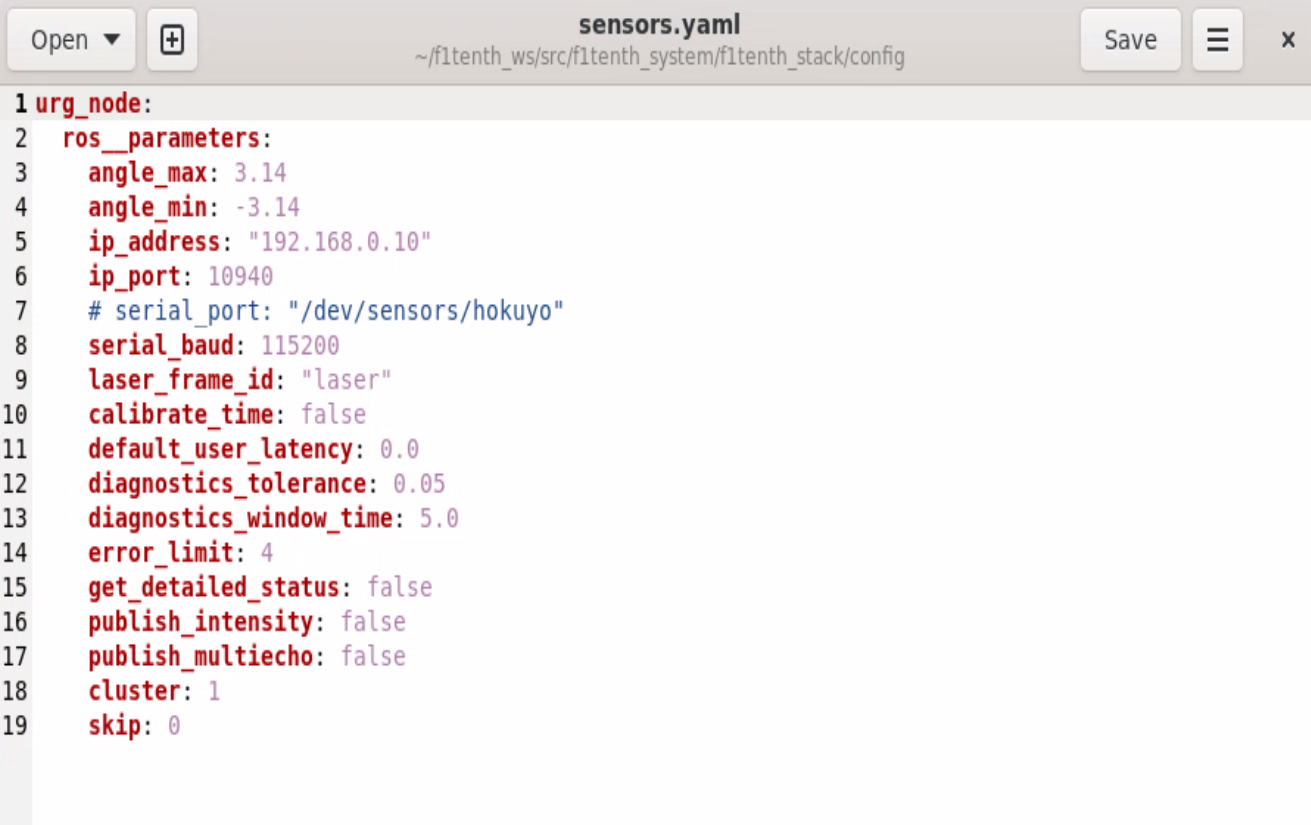 Open
sensors.yaml
~/f1tenth_ws/src/f1tenth_system/f1tenth_stack/config
Save
1 urg_node:
2   ros__parameters:
3     angle_max: 3.14
4     angle_min: -3.14
5     ip_address: "192.168.0.10"
6     ip_port: 10940
7     # serial_port: "/dev/sensors/hokuyo"
8     serial_baud: 115200
9     laser_frame_id: "laser"
10     calibrate_time: false
11     default_user_latency: 0.0
12     diagnostics_tolerance: 0.05
13     diagnostics_window_time: 5.0
14     error_limit: 4
15     get_detailed_status: false
16     publish_intensity: false
17     publish_multiecho: false
18     cluster: 1
19     skip: 0